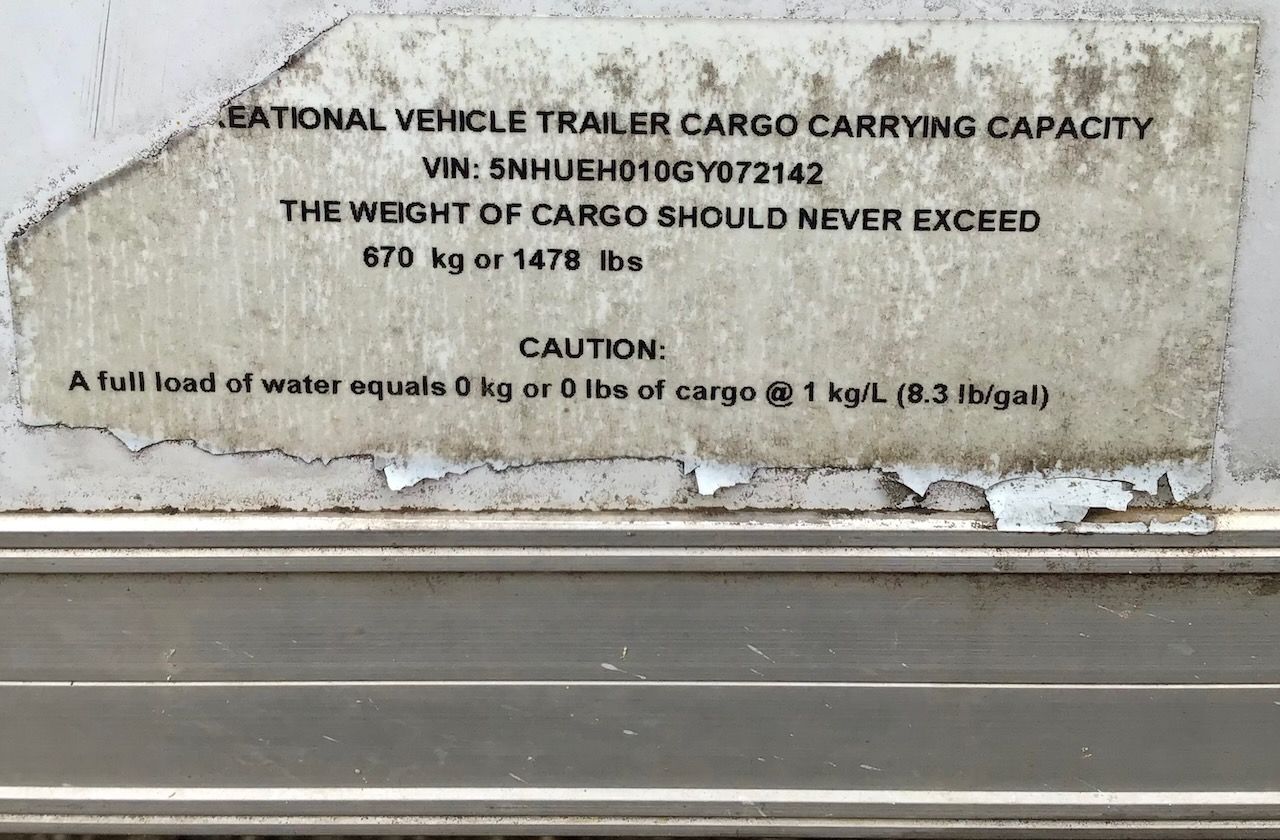 REATIONAL VEHICLE TRAILER CARGO CARRYING CAPACITY
VIN: 5NHUEH010GY072142
THE WEIGHT OF CARGO SHOULD NEVER EXCEED
670 kg or 1478 lbs
CAUTION:
A full load of water equals 0 kg or 0 lbs of cargo @ 1 kg/L (8.3 lb/gal)